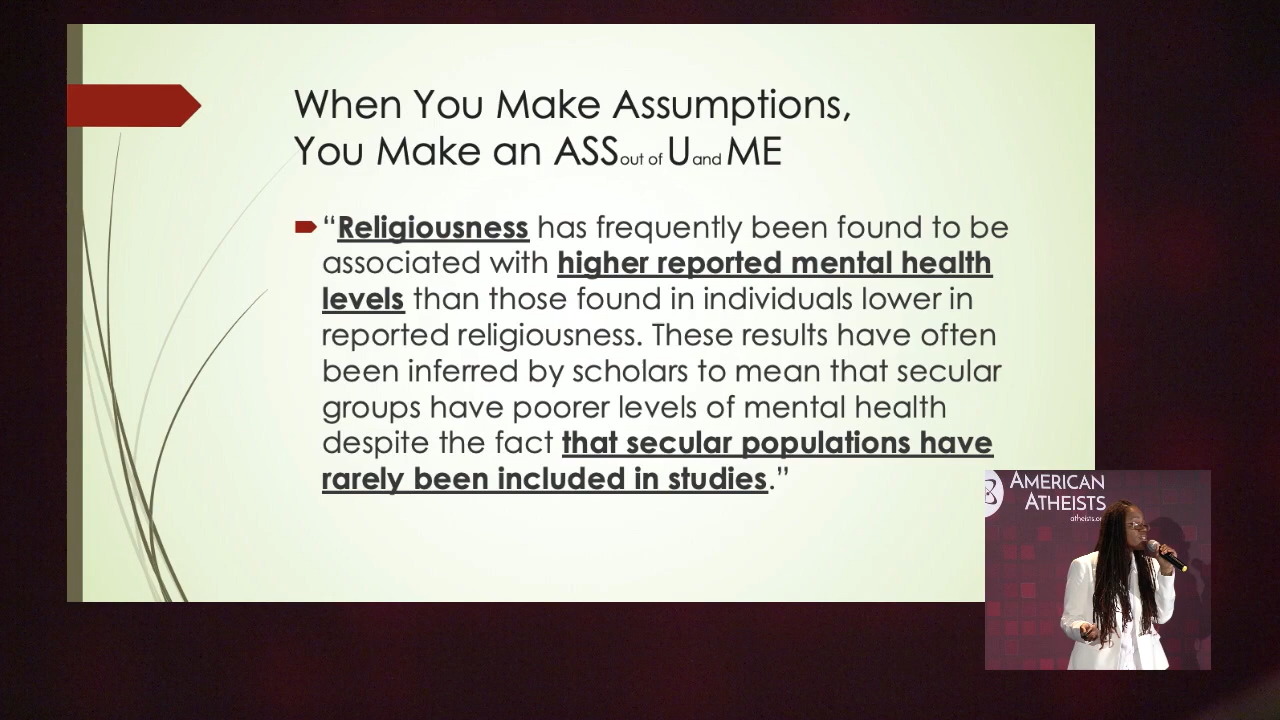 When You Make Assumptions,
You Make an ASS out of U and ME
“Religiousness has frequently been found to be
associated with higher reported mental health
levels than those found in individuals lower in
reported religiousness. These results have often
been inferred by scholars to mean that secular
groups have poorer levels of mental health
despite the fact that secular populations have
rarely been included in studies.”
AMERICAN
ATHEISTS